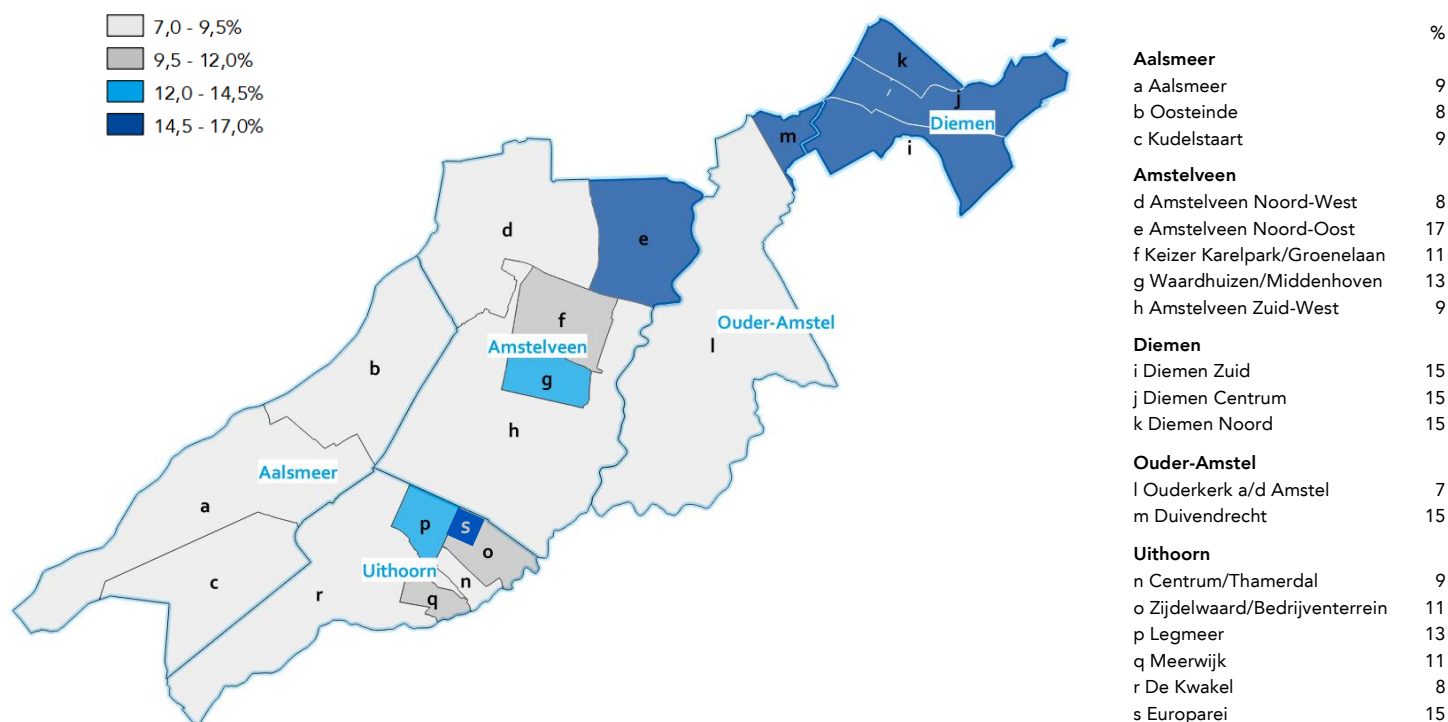 7,0 - 9,5%
9,5 - 12,0%
12,0 - 14,5%
14,5 - 17,0%
k
j
Diemen
m
i
d
e
f
Ouder-Amstel
Amstelveen
l
b
g
h
Aalsmeer
a
p
s
o
Uithoorn
c
n
r
q
%
Aalsmeer
a Aalsmeer 9
b Oosteinde 8
c Kudelstaart 9
Amstelveen
d Amstelveen Noord-West 8
e Amstelveen Noord-Oost 17
f Keizer Karelpark/Groenelaan 11
g Waardhuizen/Middenhoven 13
h Amstelveen Zuid-West 9
Diemen
i Diemen Zuid 15
j Diemen Centrum 15
k Diemen Noord 15
Ouder-Amstel
l Ouderkerk a/d Amstel 7
m Duivendrecht 15
Uithoorn
n Centrum/Thamerdal 9
o Zijdelwaard/Bedrijventerrein 11
p Legmeer 13
q Meerwijk 11
r De Kwakel 8
s Europarei 15